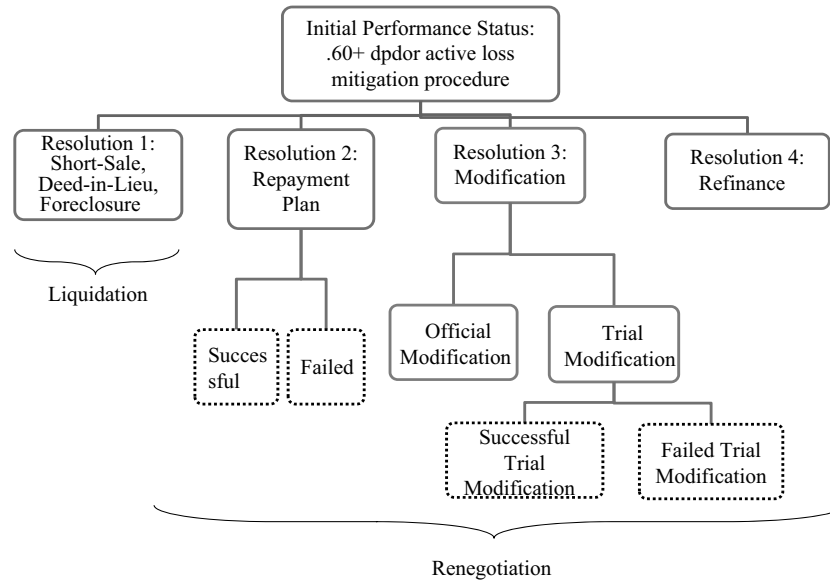 Initial Performance Status:
.60+ dpdor active loss
mitigation procedure
Resolution 1:
Short-Sale,
Deed-in-Lieu,
Foreclosure
Resolution 2:
Repayment
Plan
Resolution 3:
Modification
Resolution 4:
Refinance
Liquidation
Succes
sful
Failed
Official
Modification
Trial
Modification
Successful
Trial
Modification
Failed Trial
Modification
Renegotiation